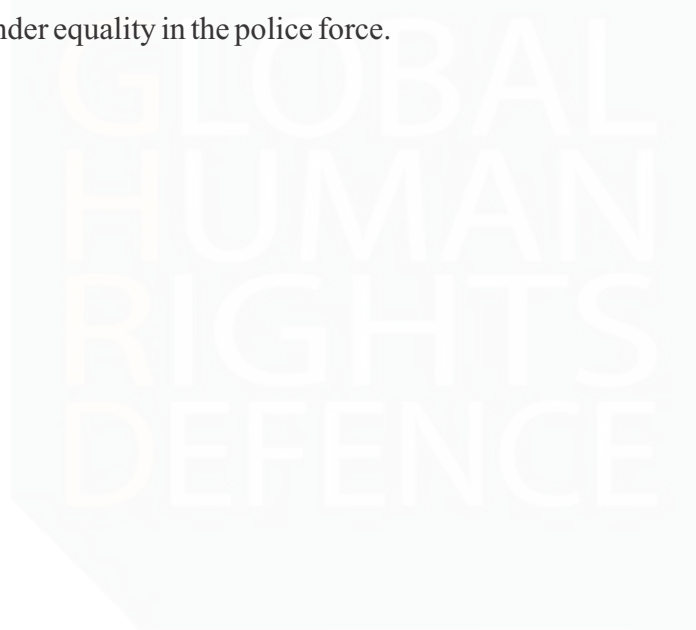 nder equality in the police force.
GLOBAL
HUMAN
RIGHTS
DEFENCE